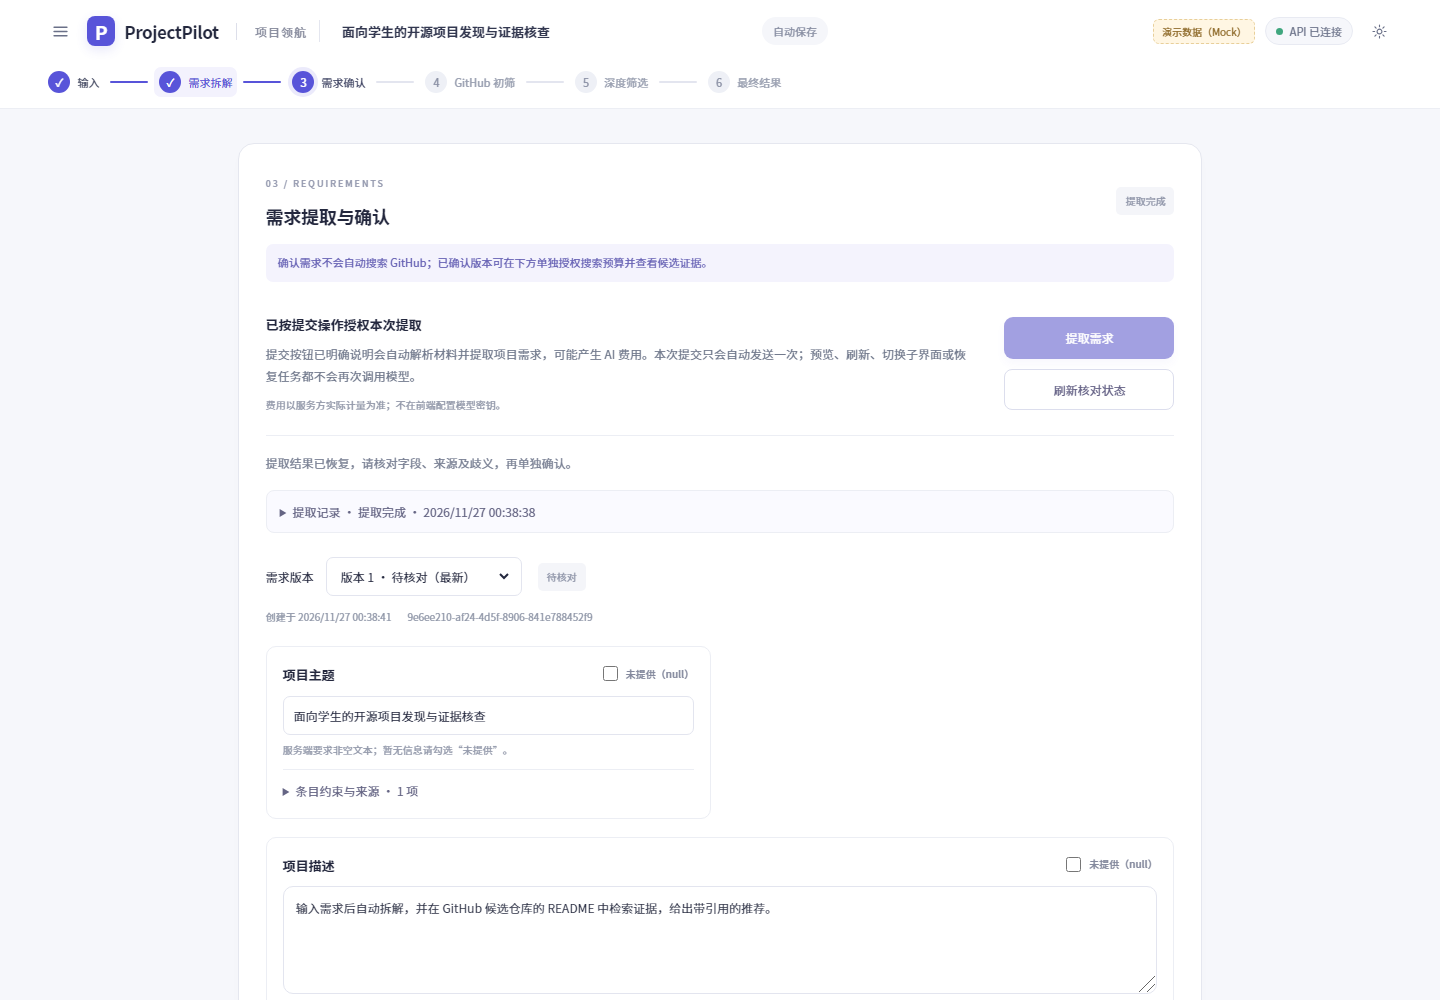 P ProjectPilot 项目领航 面向学生的开源项目发现与证据核查 自动保存 演示数据（Mock） API 已连接
输入 需求拆解 3 需求确认 4 GitHub 初筛 5 深度筛选 6 最终结果
03 / REQUIREMENTS
需求提取与确认
提取完成
确认需求不会自动搜索 GitHub；已确认版本可在下方单独授权搜索预算并查看候选证据。
已按提交操作授权本次提取
提交按钮已明确说明会自动解析材料并提取项目需求，可能产生 AI 费用。本次提交只会自动发送一次；预览、刷新、切换子界面或恢
复任务都不会再次调用模型。
费用以服务方实际计量为准；不在前端配置模型密钥。
提取需求
刷新核对状态
提取结果已恢复，请核对字段、来源及歧义，再单独确认。
提取记录 · 提取完成 · 2026/11/27 00:38:38
需求版本 版本 1 · 待核对（最新） 待核对
创建于 2026/11/27 00:38:41 9e6ee210-af24-4d5f-8906-841e788452f9
项目主题 未提供（null）
面向学生的开源项目发现与证据核查
服务端要求非空文本；暂无信息请勾选“未提供”。
条目约束与来源 · 1 项
项目描述 未提供（null）
输入需求后自动拆解，并在 GitHub 候选仓库的 README 中检索证据，给出带引用的推荐。